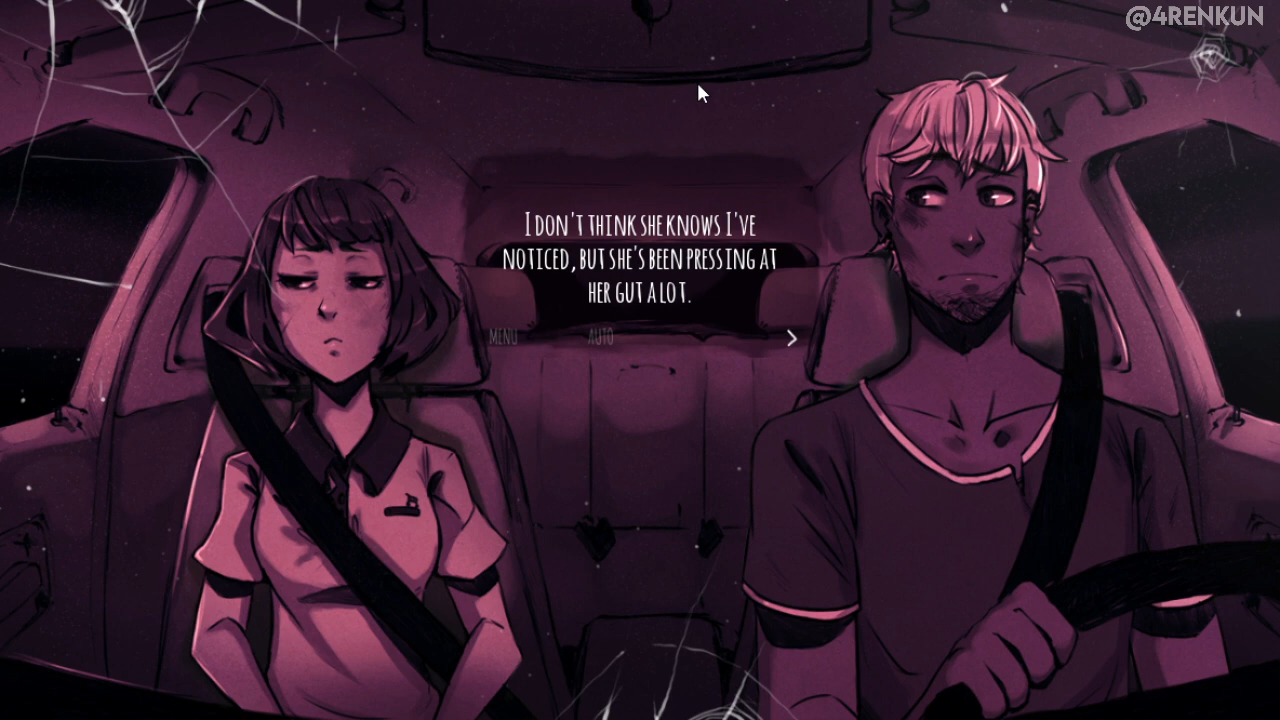 @4RENKUN
I DON'T THINK SHE KNOWS I'VE
NOTICED, BUT SHE'S BEEN PRESSING AT
HER GUT A LOT.
MENU AUTO